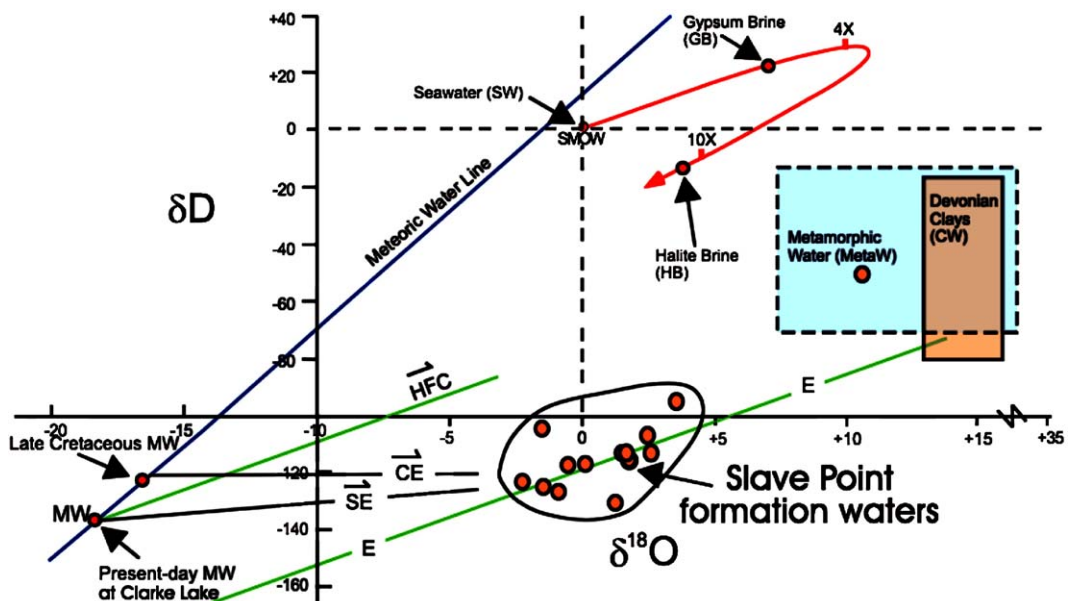 +40
+20
0
-20
-40
-60
-80
-120
-140
-160
δD
Gypsum Brine
(GB)
4X
Seawater (SW)
SMOW
10X
Meteoric Water Line
Halite Brine
(HB)
Metamorphic
Water (MetaW)
Devonian
Clays
(CW)
HFC
E
-20
-15
-10
-5
0
+5
+10
+15
+35
Late Cretaceous MW
CE
SE
MW
E
Slave Point
formation waters
δ18O
Present-day MW
at Clarke Lake